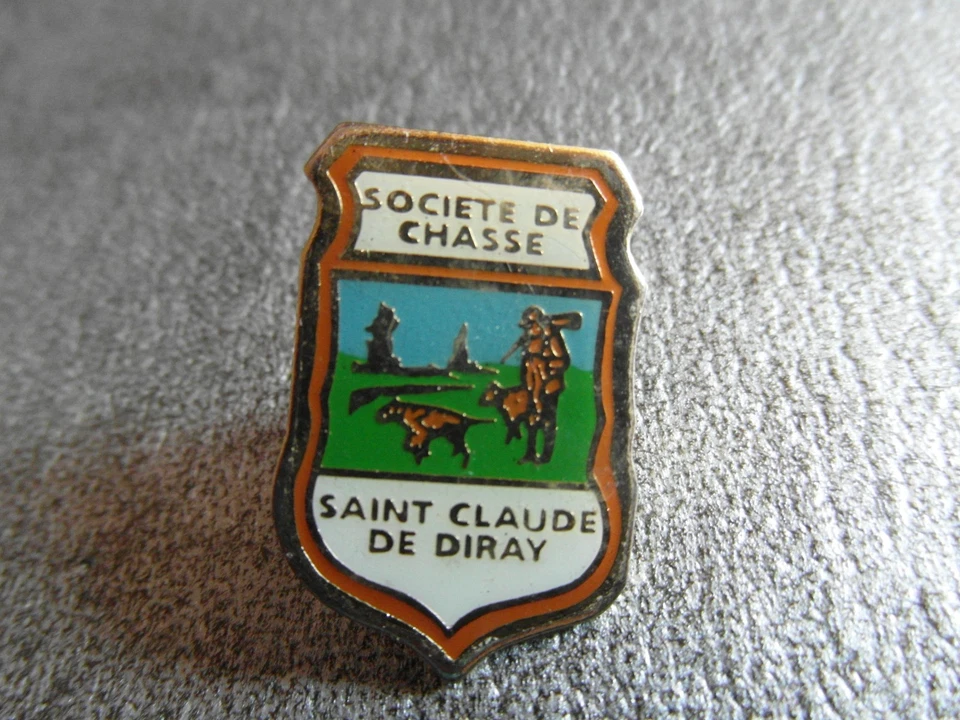 SOCIETE DE
CHASSE
SAINT CLAUDE
DE DIRAY